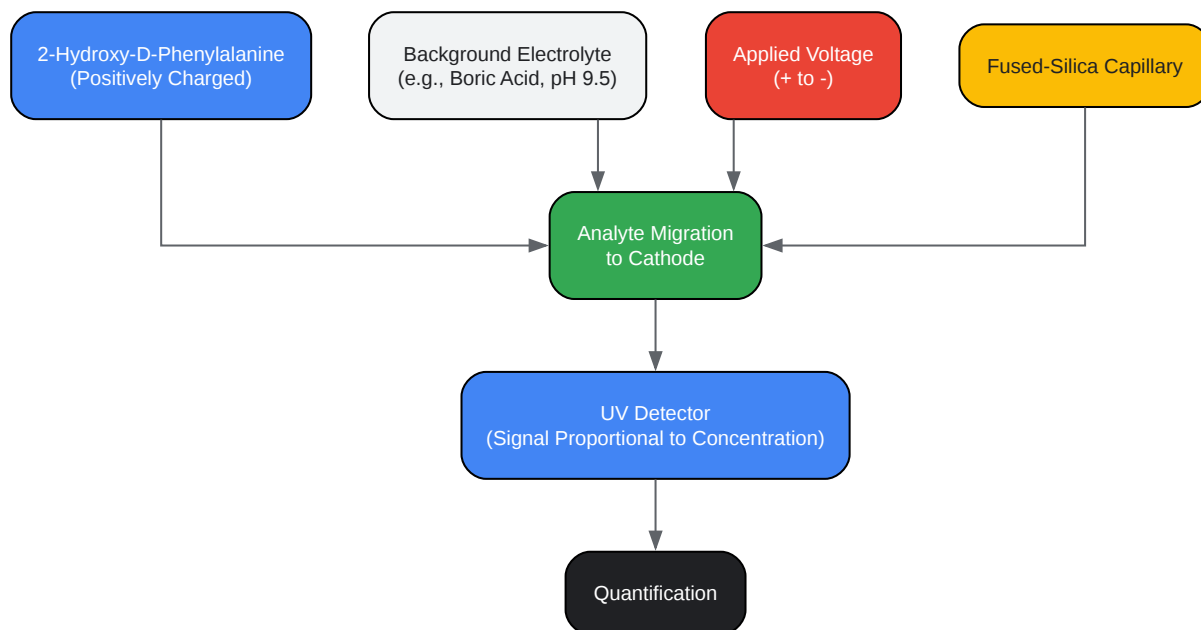 2-Hydroxy-D-Phenylalanine
(Positively Charged)
Background Electrolyte
(e.g., Boric Acid, pH 9.5)
Applied Voltage
(+ to -)
Fused-Silica Capillary
Analyte Migration
to Cathode
UV Detector
(Signal Proportional to Concentration)
Quantification